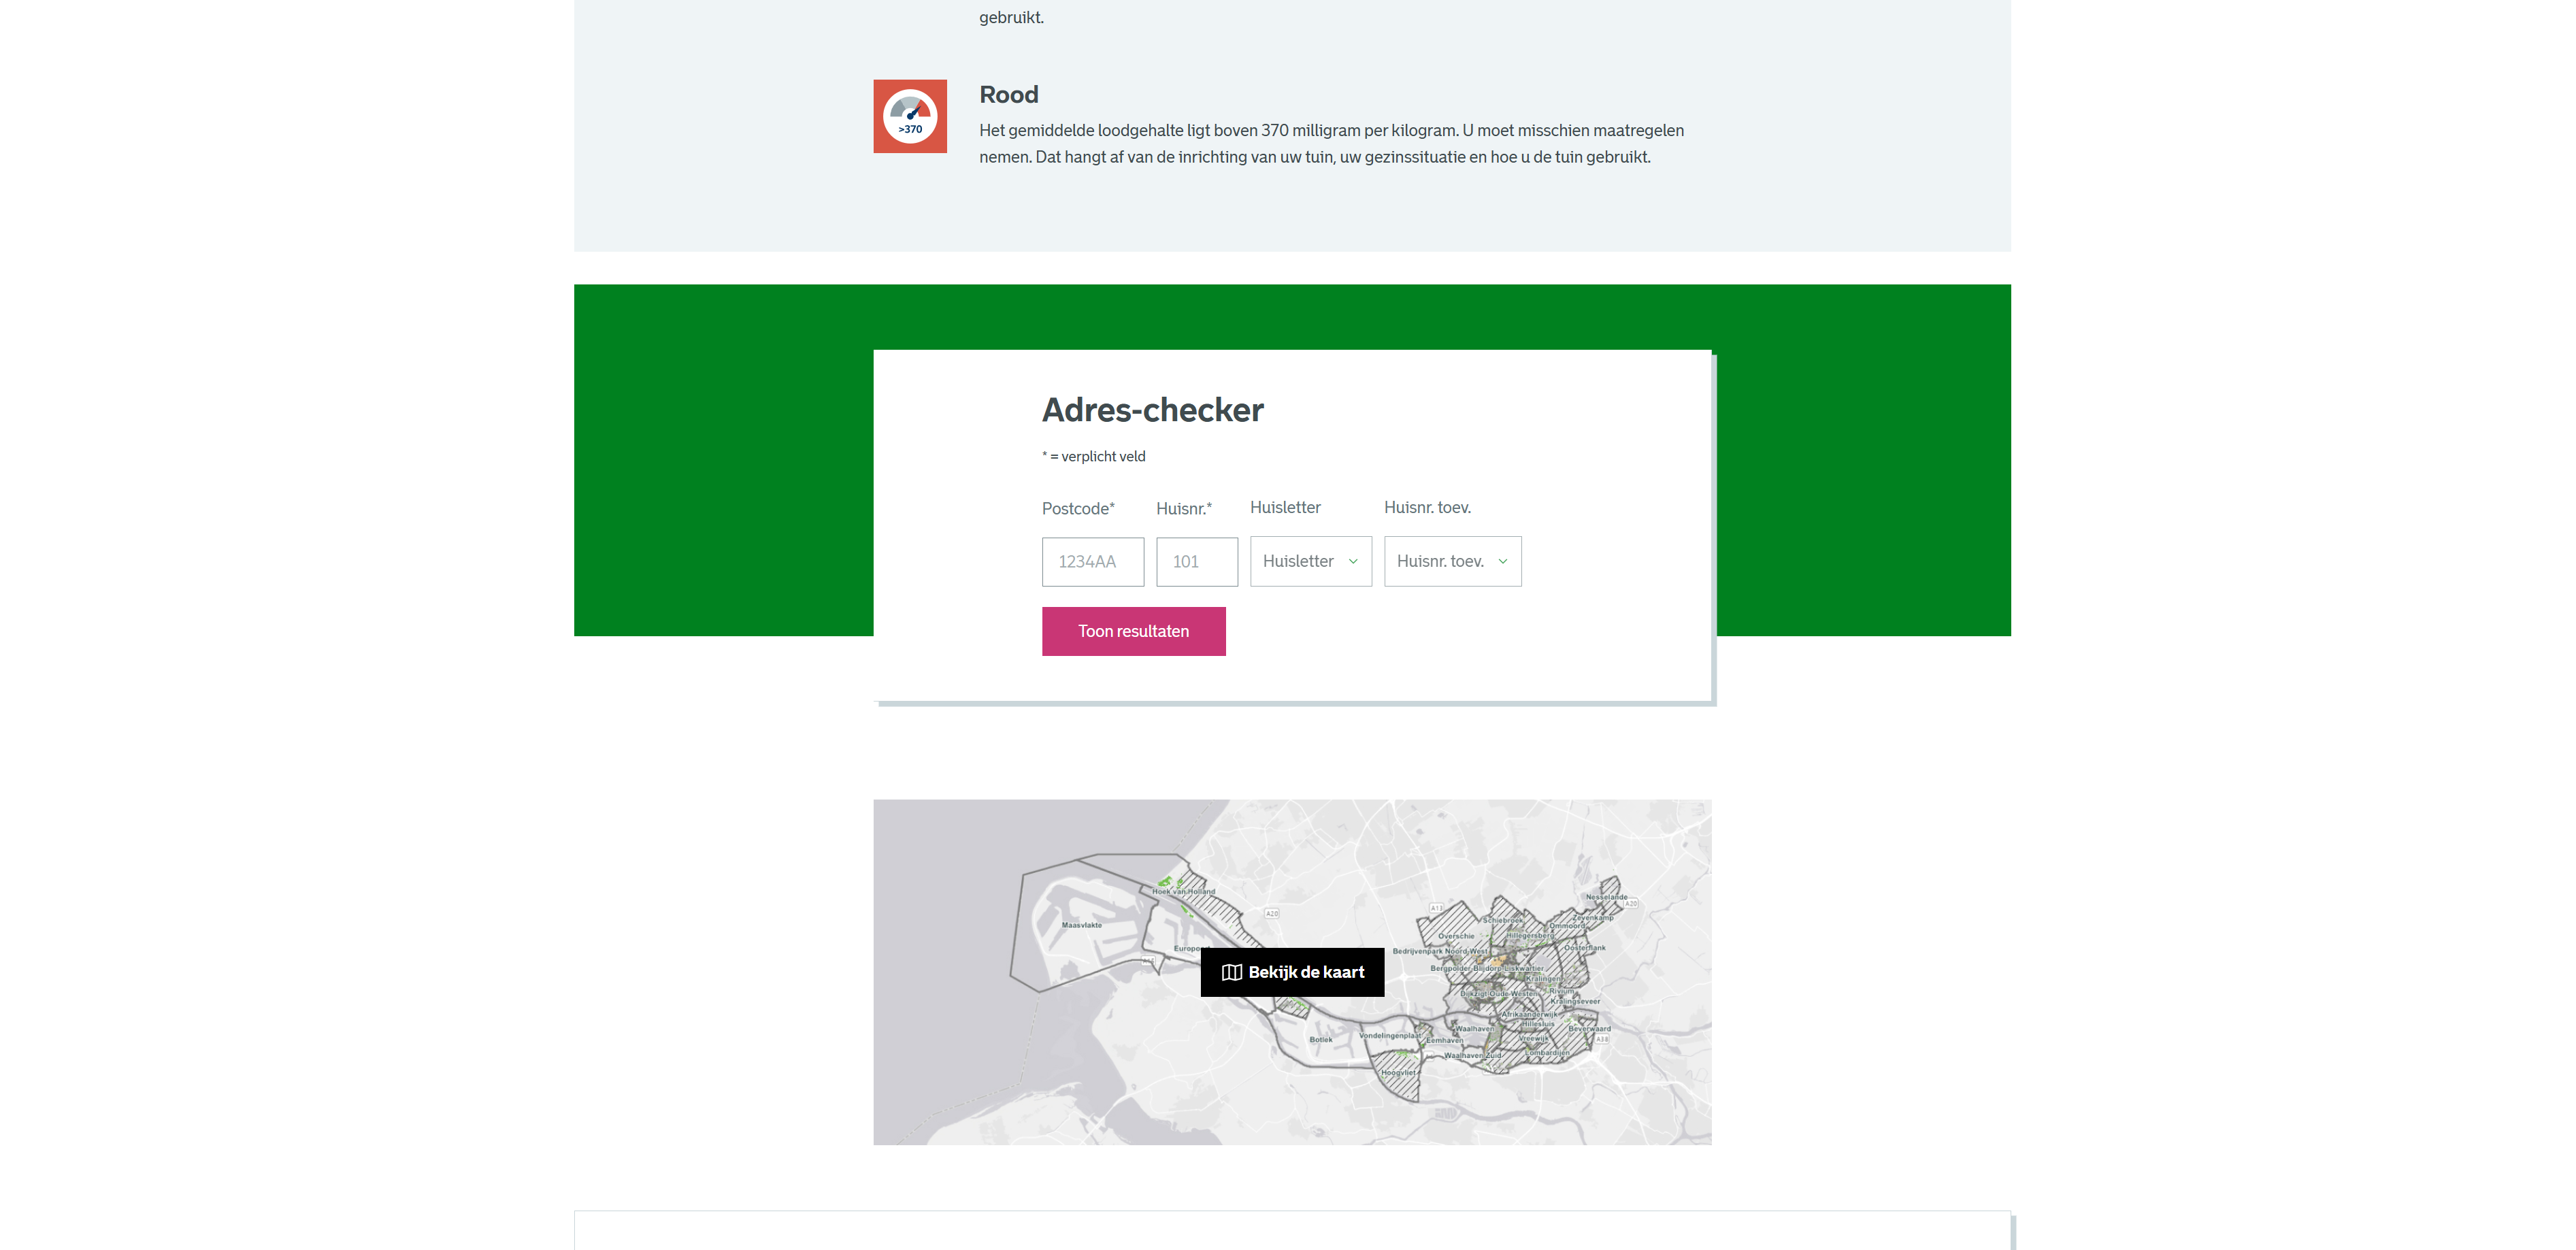 gebruikt.
>370
Rood
Het gemiddelde loodgehalte ligt boven 370 milligram per kilogram. U moet misschien maatregelen
nemen. Dat hangt af van de inrichting van uw tuin, uw gezinssituatie en hoe u de tuin gebruikt.
Adres-checker
* = verplicht veld
Postcode* Huisnr.* Huisletter Huisnr. toev.
1234AA 101 Huisletter Huisnr. toev.
Toon resultaten
Hoek van Holland
Nesselande
A20
A13
A20
Zevenkamp
Schiebroek
Maasvlakte
Ommoord
Overschie
Hillegersberg
Oosterflank
Bedrijvenpark Noord-West
Bergpolder-Blijdorp-Liskwartier
Bekijk de kaart
Kralingen
Dijkzigt-Oude-Westen
Rivium
Kralingseveer
Afrikaanderwijk
Hillesluis
Waalhaven
Beverwaard
Vondelingenplaat
Vreewijk
A38
Botlek
Eemhaven
Waalhaven Zuid
Lombardijen
Hoogvliet